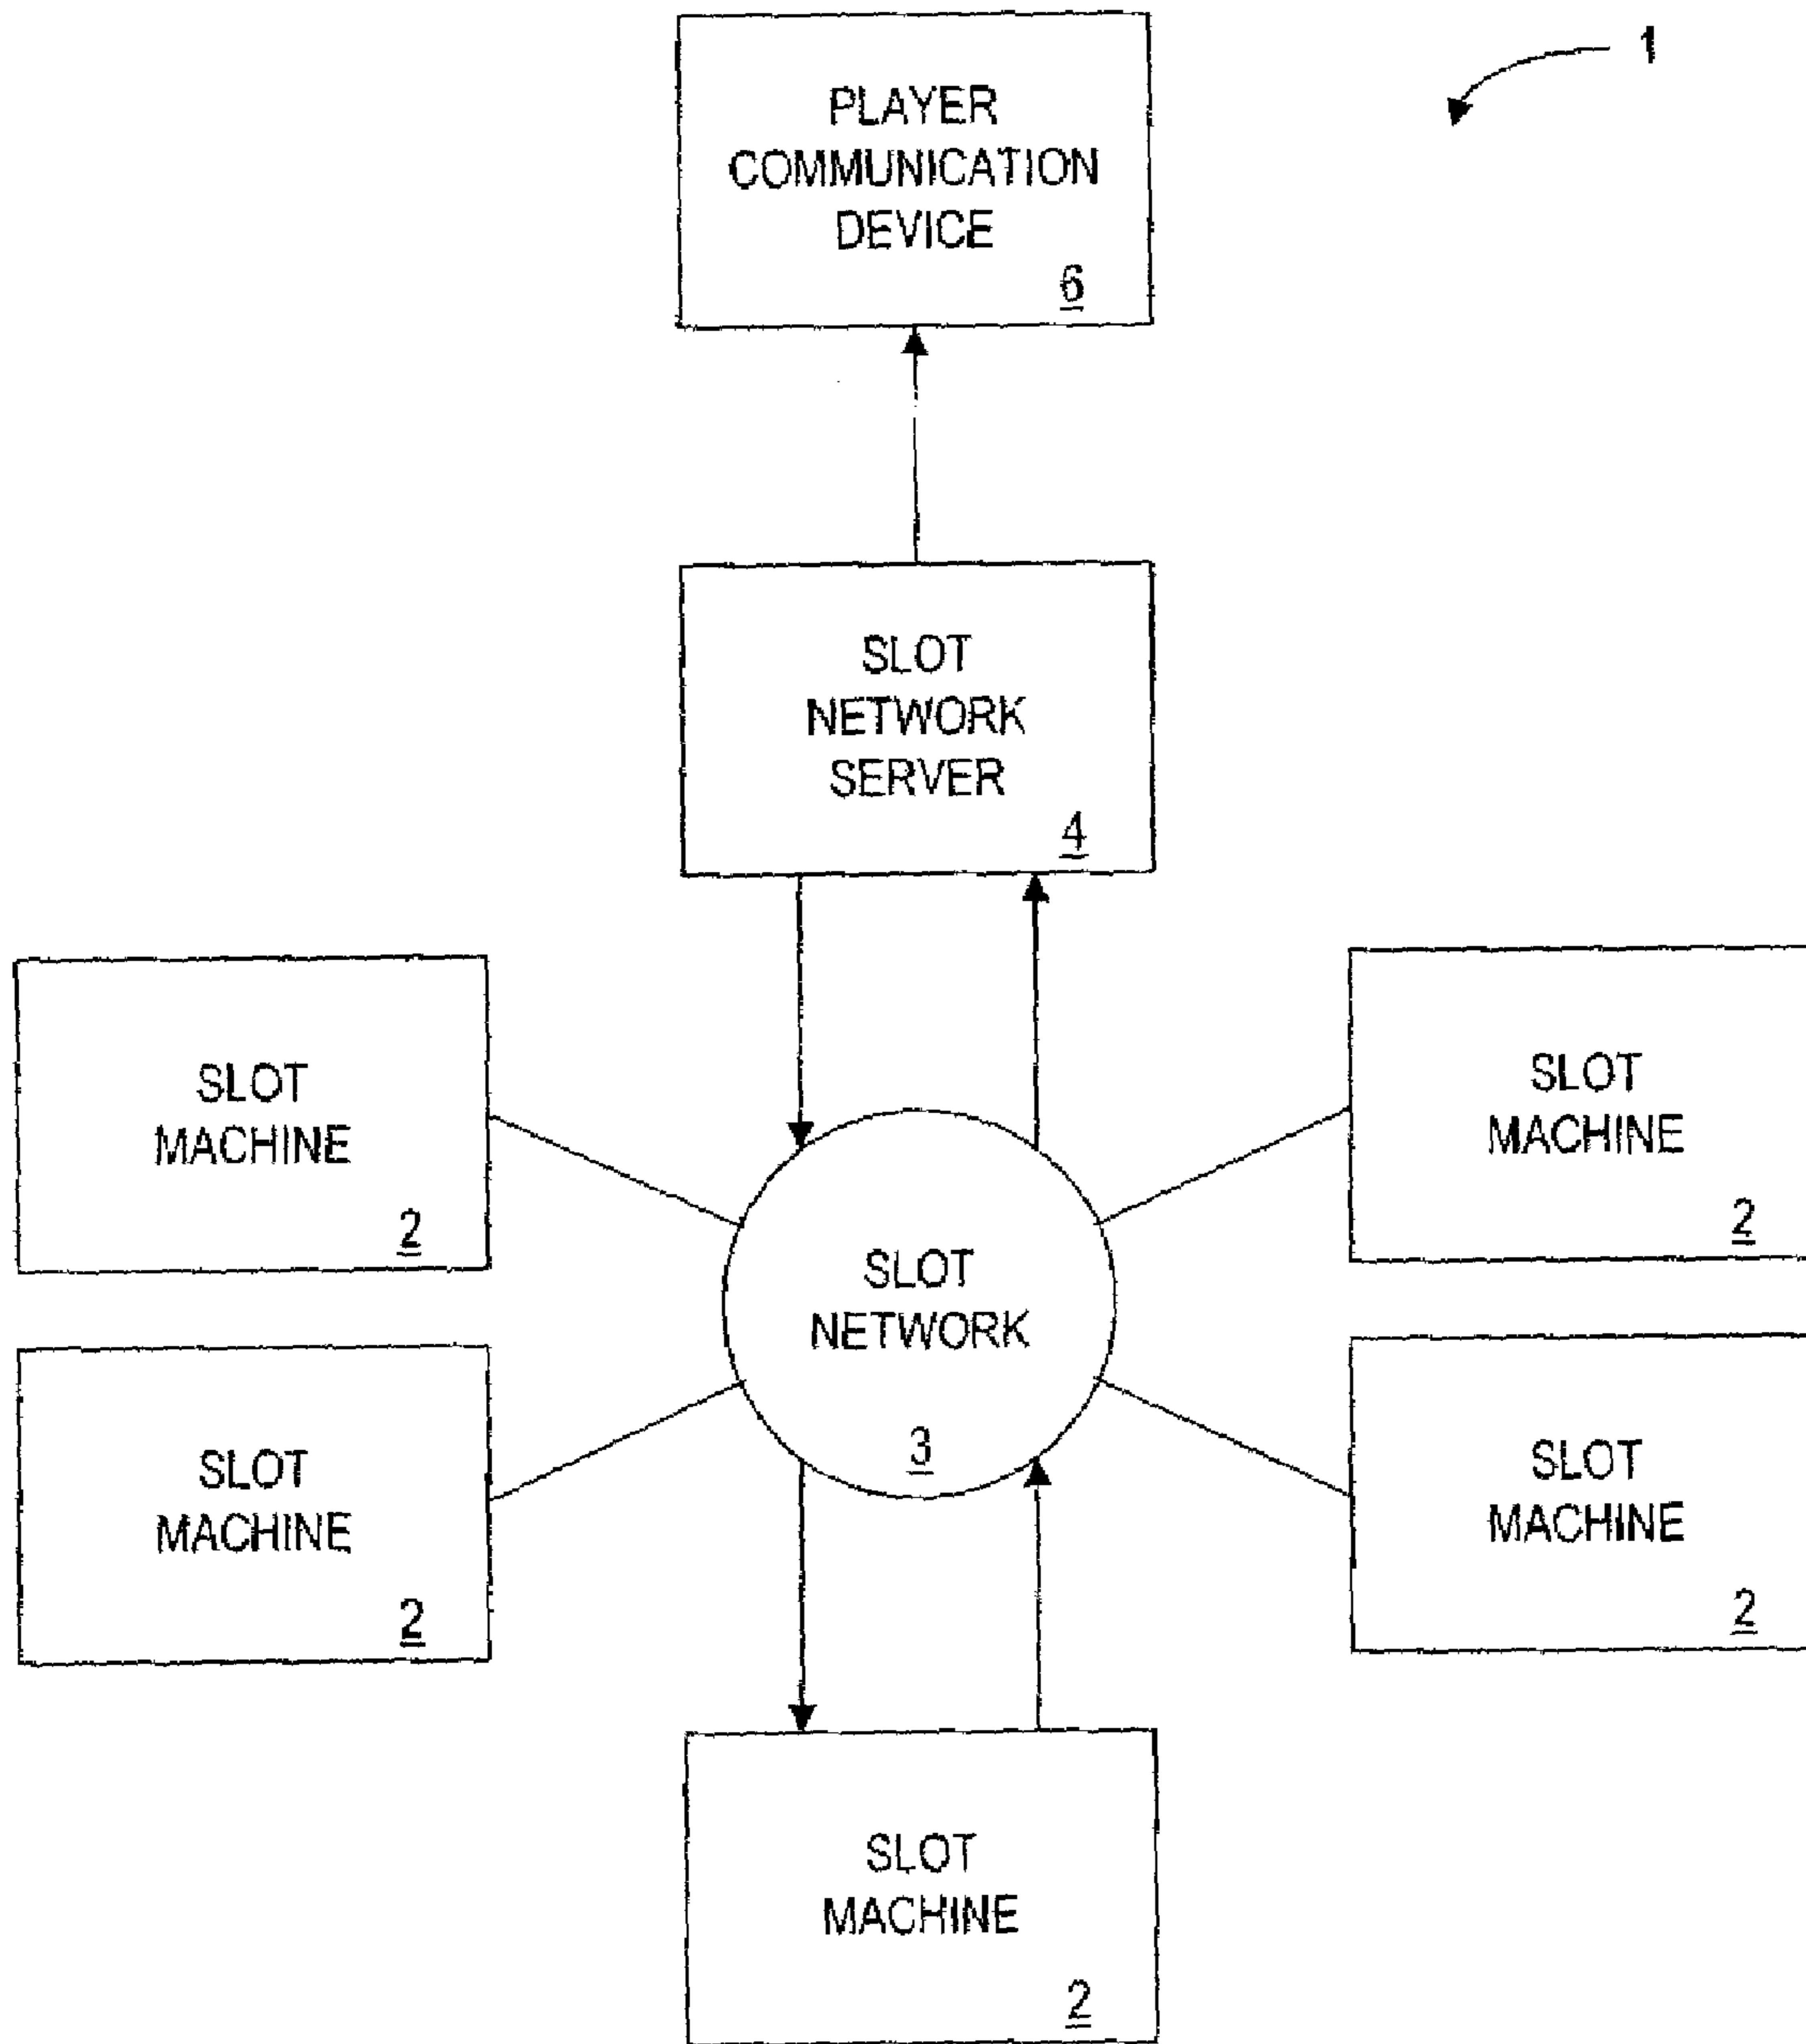 1
PLAYER
COMMUNICATION
DEVICE
6
SLOT
NETWORK
SERVER
4
SLOT
MACHINE
2
SLOT
MACHINE
2
SLOT
NETWORK
3
SLOT
MACHINE
2
SLOT
MACHINE
2
SLOT
MACHINE
2